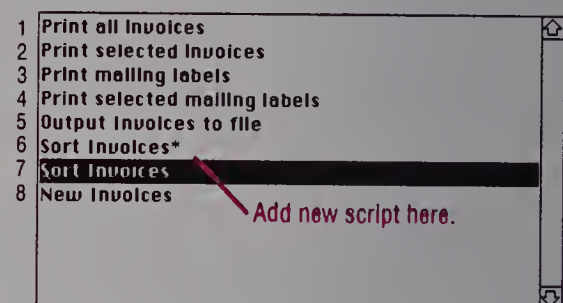 1 Print all Invoices
2 Print selected Invoices
3 Print mailing labels
4 Print selected mailing labels
5 Output Invoices to file
6 Sort Invoices*
7 Sort Invoices
8 New Invoices
Add new script here.